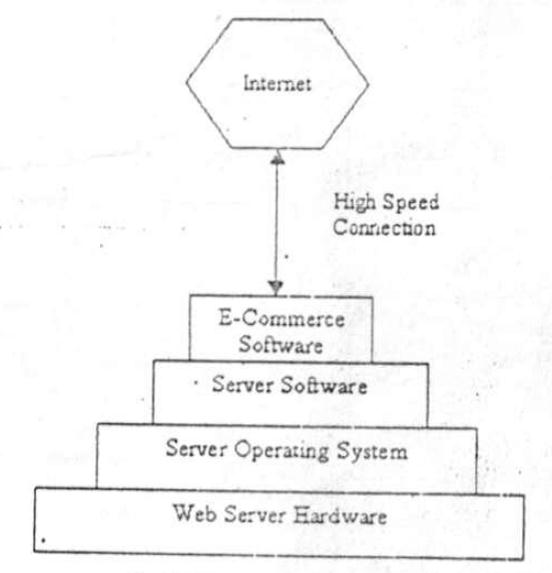 Internet
High Speed
Connection
E-Commerce
Software
Server Software
Server Operating System
Web Server Hardware